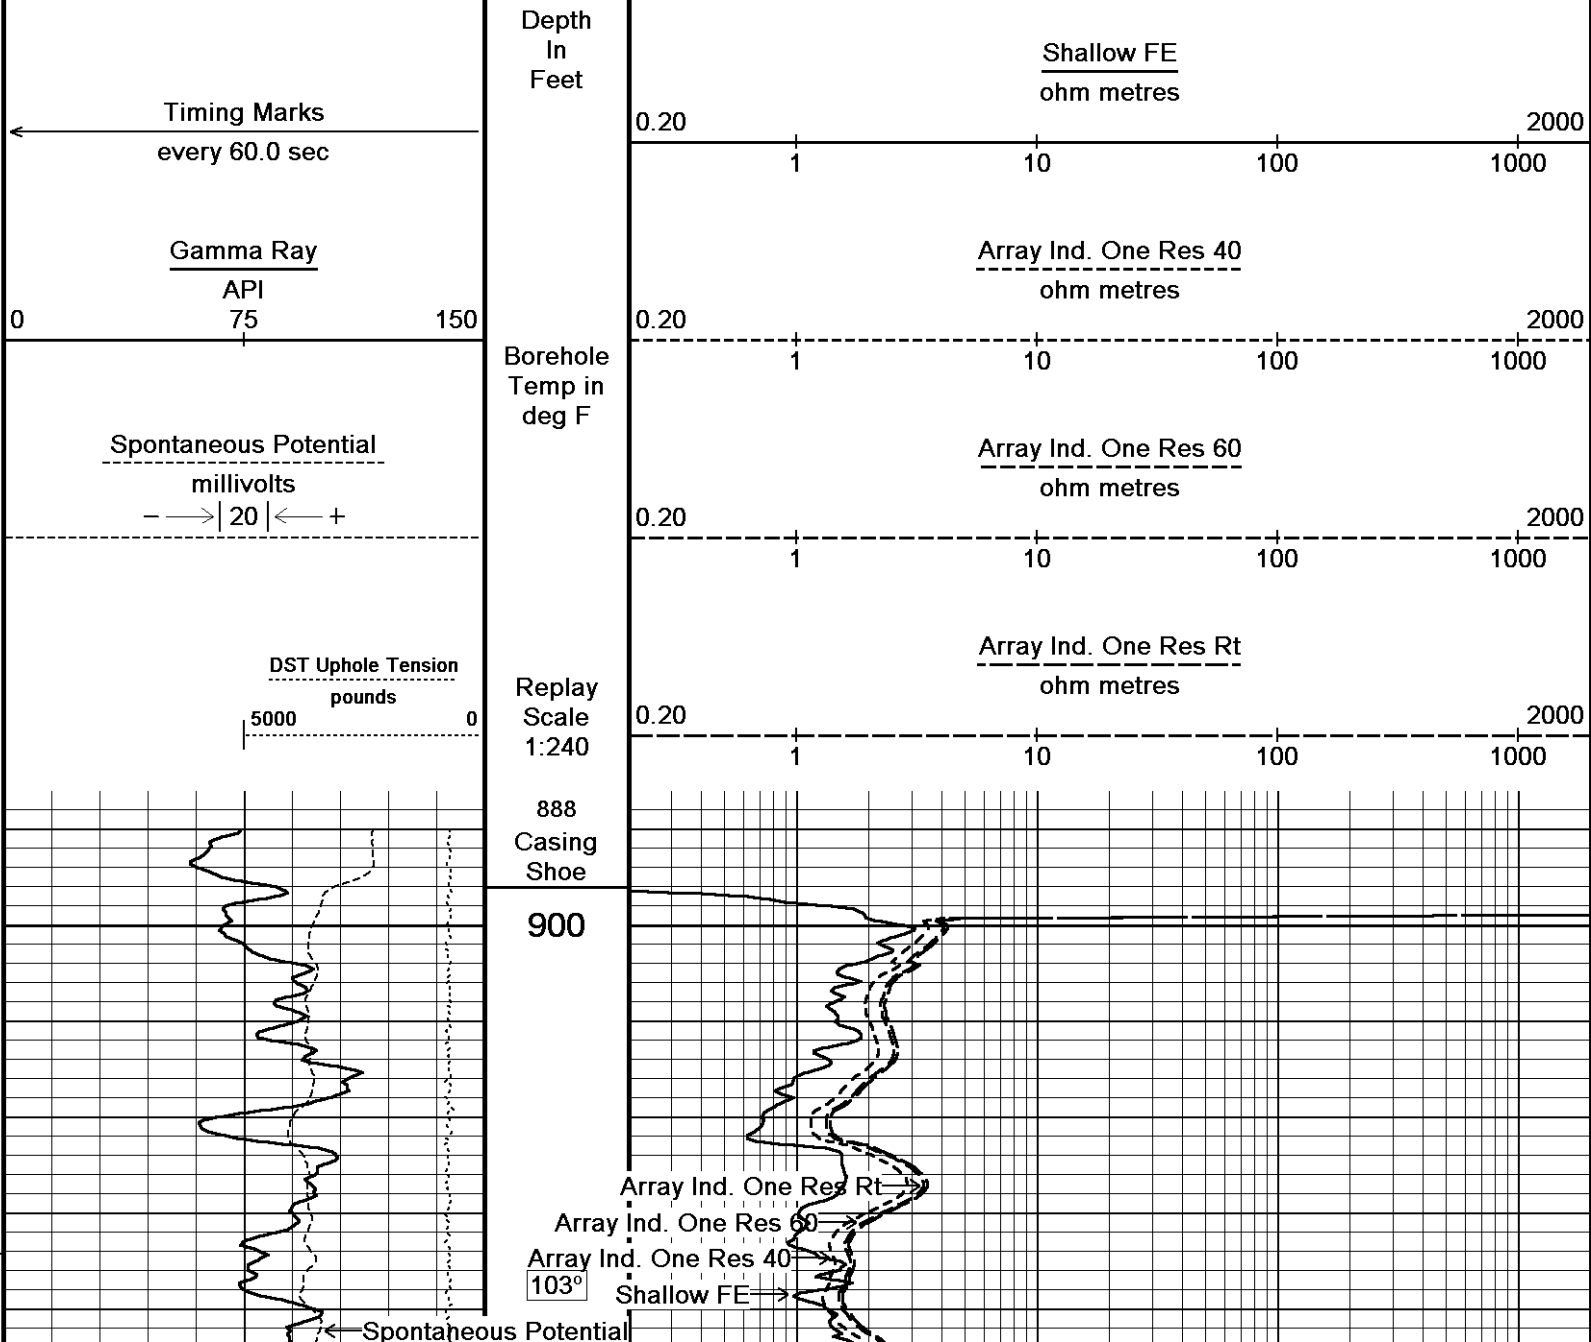 Timing Marks
every 60.0 sec
Gamma Ray
API
0 75 150
Spontaneous Potential
millivolts
− 20 +
DST Uphole Tension
pounds
5000 0
Depth
In
Feet
Borehole
Temp in
deg F
Replay
Scale
1:240
888
Casing
Shoe
900
103°
Shallow FE
ohm metres
0.20 2000
1 10 100 1000
Array Ind. One Res 40
ohm metres
0.20 2000
1 10 100 1000
Array Ind. One Res 60
ohm metres
0.20 2000
1 10 100 1000
Array Ind. One Res Rt
ohm metres
0.20 2000
1 10 100 1000
Array Ind. One Res Rt
Array Ind. One Res 60
Array Ind. One Res 40
Shallow FE
Spontaneous Potential